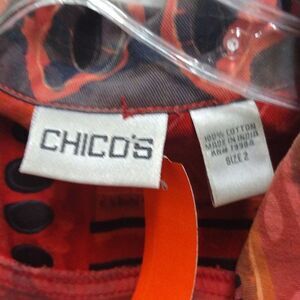 CHICO'S
100% COTTON
MADE IN INDIA
SIZE 2